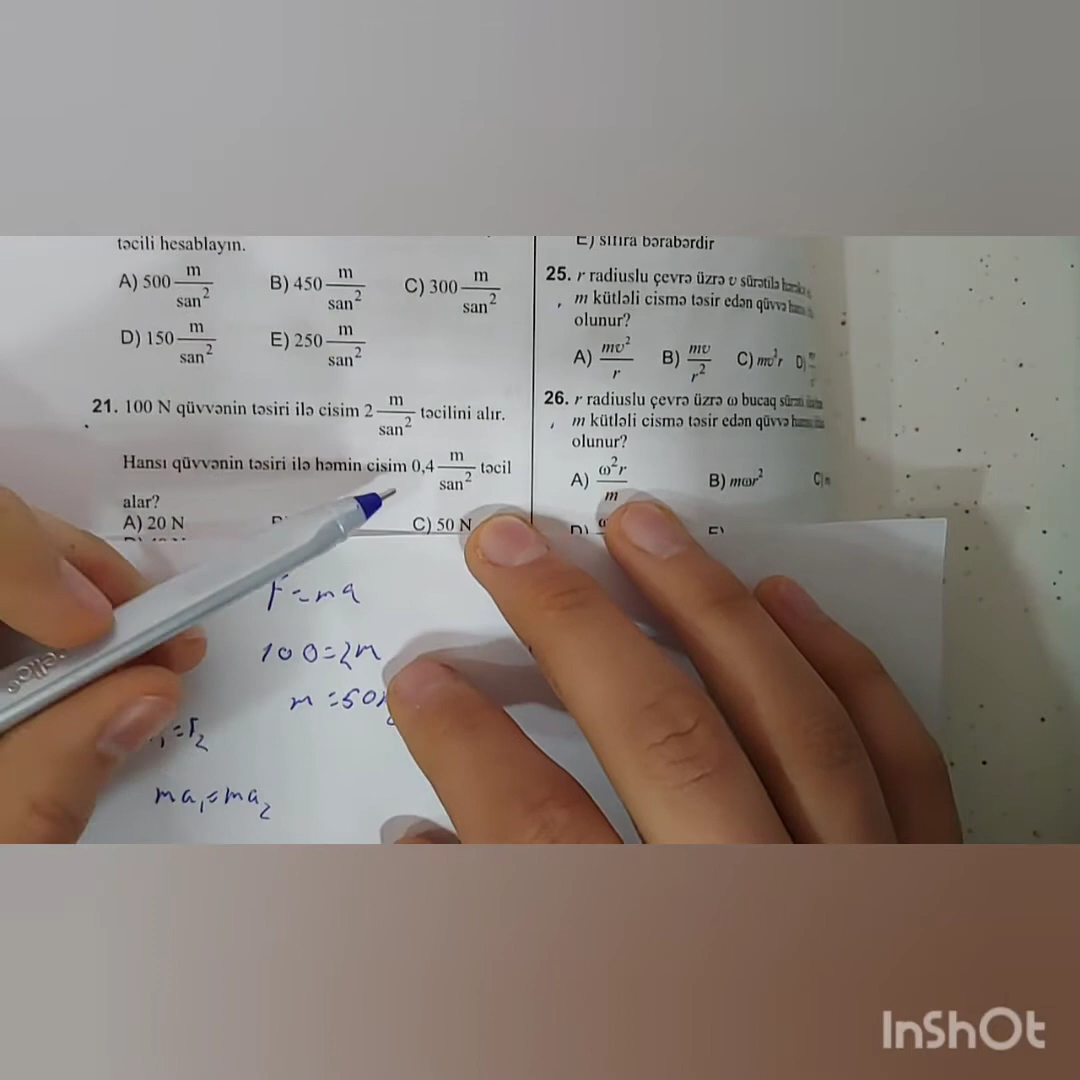 təcili hesablayın.
A) 500 m/san² B) 450 m/san² C) 300 m/san²
D) 150 m/san² E) 250 m/san²
21. 100 N qüvvənin təsiri ilə cisim 2 m/san² təcilini alır.
Hansı qüvvənin təsiri ilə həmin cisim 0,4 m/san² təcil
alar?
A) 20 N C) 50 N
E) sıfıra bərabərdir
25. r radiuslu çevrə üzrə υ sürətilə
m kütləli cismə təsir edən qüvvə
olunur?
A) mυ²/r B) mυ/r² C) mυ²r D)
26. r radiuslu çevrə üzrə ω bucaq
m kütləli cismə təsir edən qüvvə
olunur?
A) ω²r/m B) mωr² C)
D) E)
F=ma
100=2m
m=50
ma₁=ma₂
InShOt